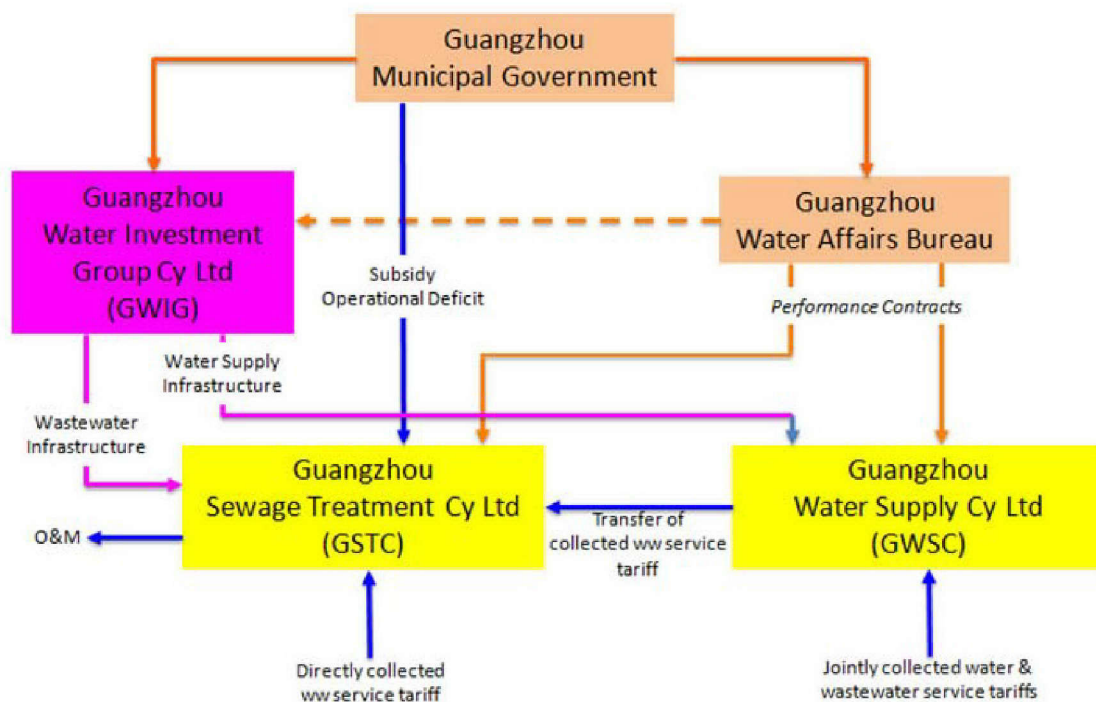 Guangzhou
Municipal Government
Guangzhou
Water Investment
Group Cy Ltd
(GWIG)
Guangzhou
Water Affairs Bureau
Subsidy
Operational Deficit
Performance Contracts
Water Supply
Infrastructure
Wastewater
Infrastructure
Guangzhou
Sewage Treatment Cy Ltd
(GSTC)
Guangzhou
Water Supply Cy Ltd
(GWSC)
O&M
Transfer of
collected ww service
tariff
Directly collected
ww service tariff
Jointly collected water &
wastewater service tariffs